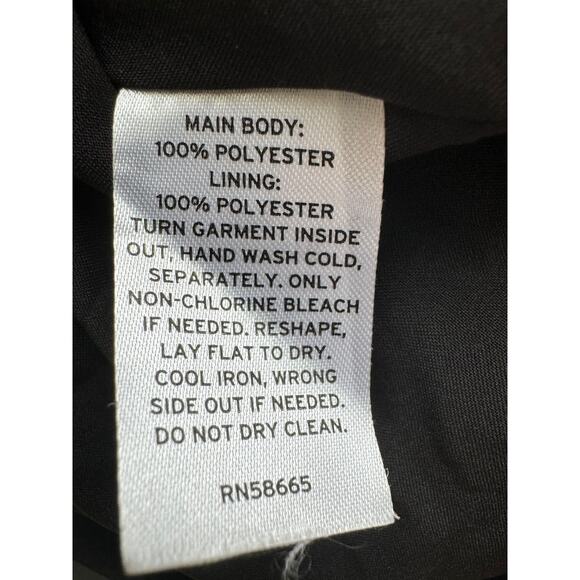 MAIN BODY:
100% POLYESTER
LINING:
100% POLYESTER
TURN GARMENT INSIDE
OUT, HAND WASH COLD,
SEPARATELY. ONLY
NON-CHLORINE BLEACH
IF NEEDED. RESHAPE,
LAY FLAT TO DRY.
COOL IRON, WRONG
SIDE OUT IF NEEDED.
DO NOT DRY CLEAN.
RN58665